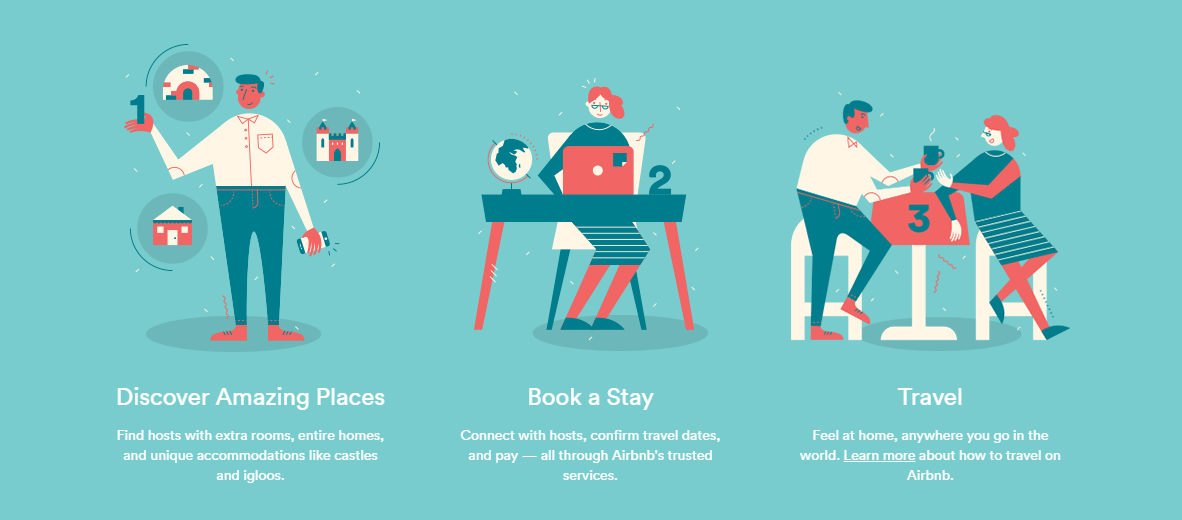 1
2
3
Discover Amazing Places
Find hosts with extra rooms, entire homes,
and unique accommodations like castles
and igloos.
Book a Stay
Connect with hosts, confirm travel dates,
and pay — all through Airbnb's trusted
services.
Travel
Feel at home, anywhere you go in the
world. Learn more about how to travel on
Airbnb.